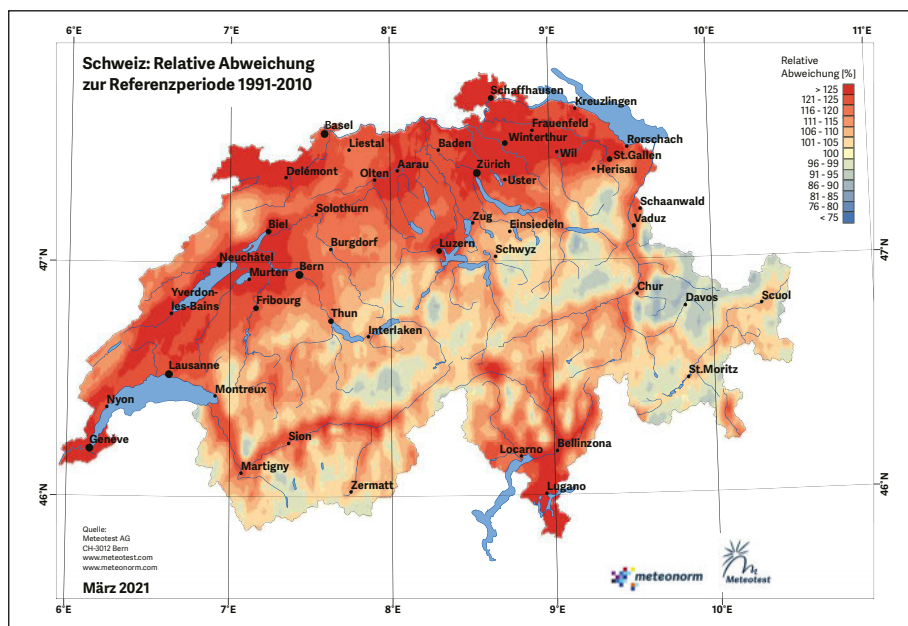 6°E 7°E 8°E 9°E 10°E 11°E
Schweiz: Relative Abweichung
zur Referenzperiode 1991-2010
Relative
Abweichung [%]
> 125
121 - 125
116 - 120
111 - 115
106 - 110
101 - 105
100
96 - 99
91 - 95
86 - 90
81 - 85
76 - 80
< 75
Schaffhausen
Kreuzlingen
Basel
Frauenfeld
Liestal
Baden
Winterthur
Rorschach
Wil
St.Gallen
Delémont
Olten
Aarau
Zürich
Uster
Herisau
Solothurn
Schaanwald
Biel
Zug
Einsiedeln
Vaduz
Burgdorf
Luzern
Schwyz
47°N
47°N
Neuchâtel
Murten
Bern
Yverdon-
les-Bains
Fribourg
Chur
Davos
Scuol
Thun
Interlaken
Lausanne
St.Moritz
Nyon
Montreux
Genève
Sion
Locarno
Bellinzona
Martigny
Zermatt
Lugano
46°N
46°N
Quelle:
Meteotest AG
CH-3012 Bern
www.meteotest.com
www.meteonorm.com
März 2021
meteonorm
Meteotest
6°E 7°E 8°E 9°E 10°E